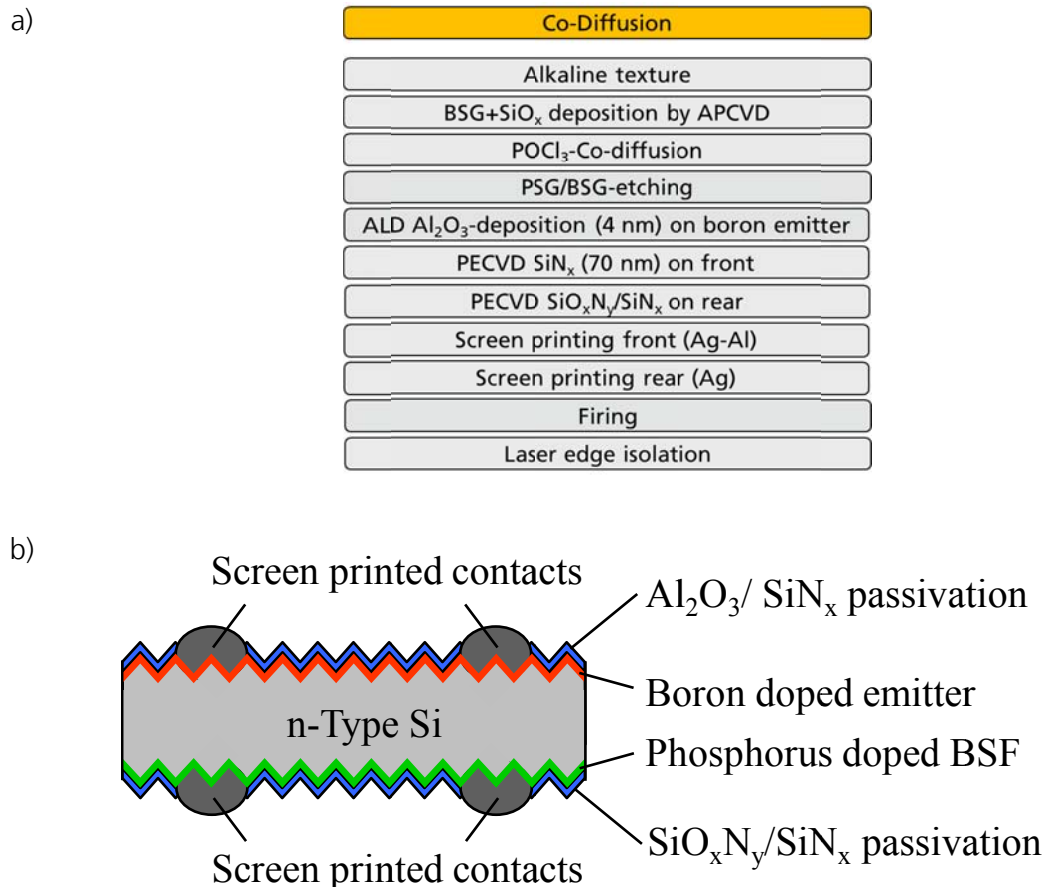 a)
Co-Diffusion
Alkaline texture
BSG+SiOₓ deposition by APCVD
POCl₃-Co-diffusion
PSG/BSG-etching
ALD Al₂O₃-deposition (4 nm) on boron emitter
PECVD SiNₓ (70 nm) on front
PECVD SiOₓNᵧ/SiNₓ on rear
Screen printing front (Ag-Al)
Screen printing rear (Ag)
Firing
Laser edge isolation
b)
Screen printed contacts
Al₂O₃/ SiNₓ passivation
Boron doped emitter
n-Type Si
Phosphorus doped BSF
SiOₓNᵧ/SiNₓ passivation
Screen printed contacts